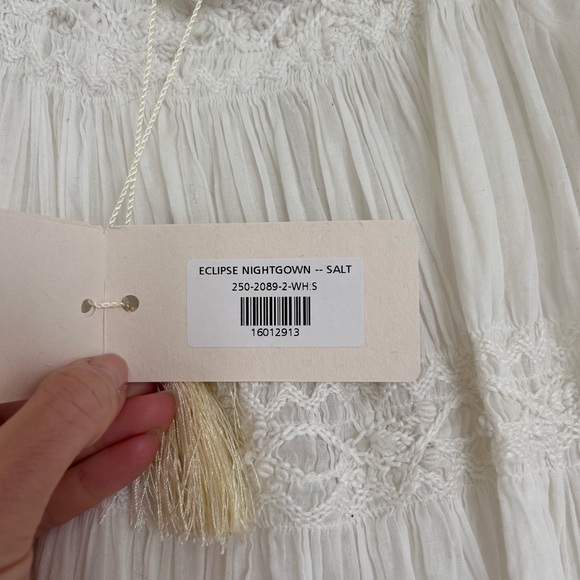 ECLIPSE NIGHTGOWN -- SALT
250-2089-2-WH:S
16012913